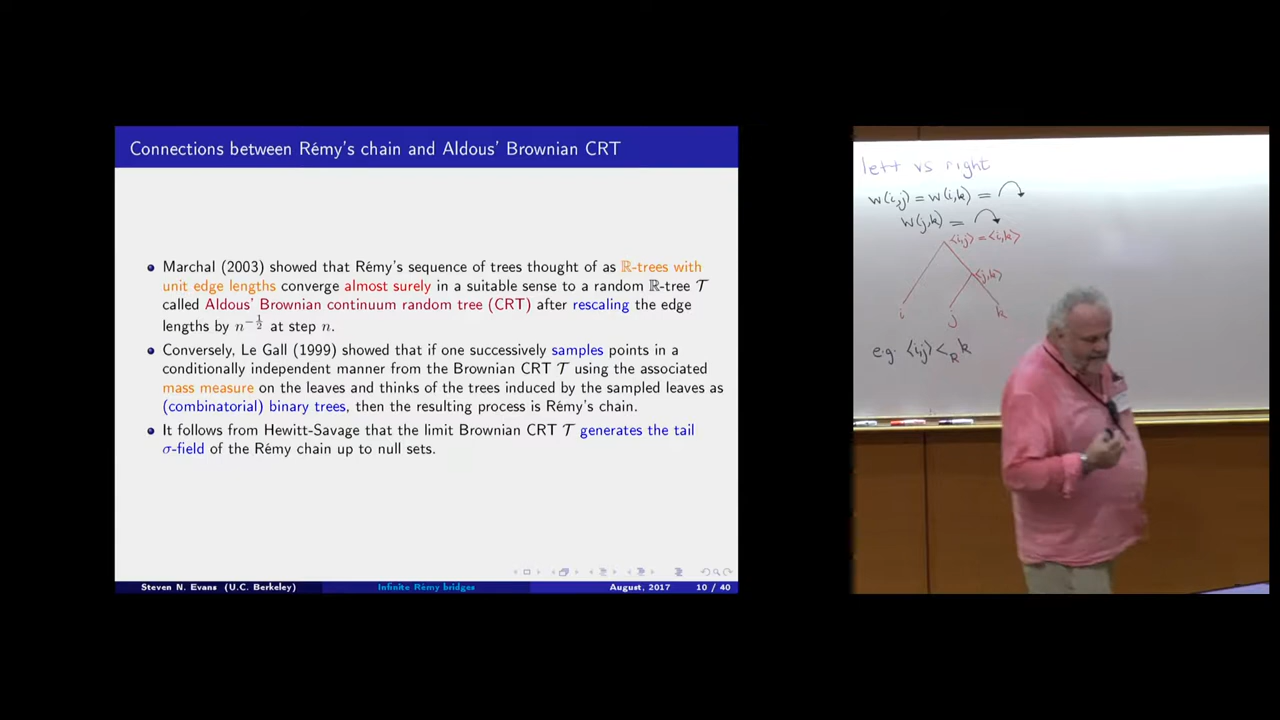 Connections between Rémy's chain and Aldous' Brownian CRT
Marchal (2003) showed that Rémy's sequence of trees thought of as ℝ-trees with
unit edge lengths converge almost surely in a suitable sense to a random ℝ-tree 𝒯
called Aldous' Brownian continuum random tree (CRT) after rescaling the edge
lengths by n^{-1/2} at step n.
Conversely, Le Gall (1999) showed that if one successively samples points in a
conditionally independent manner from the Brownian CRT 𝒯 using the associated
mass measure on the leaves and thinks of the trees induced by the sampled leaves as
(combinatorial) binary trees, then the resulting process is Rémy's chain.
It follows from Hewitt-Savage that the limit Brownian CRT 𝒯 generates the tail
σ-field of the Rémy chain up to null sets.
Steven N. Evans (U.C. Berkeley) Infinite Rémy bridges August, 2017 10 / 40
left vs right
w(i,j) = w(i,k) = ↷
w(j,k) = ↷
⟨i,j⟩ = ⟨i,k⟩
⟨j,k⟩
i j k
e.g. ⟨i,j⟩ <_R k